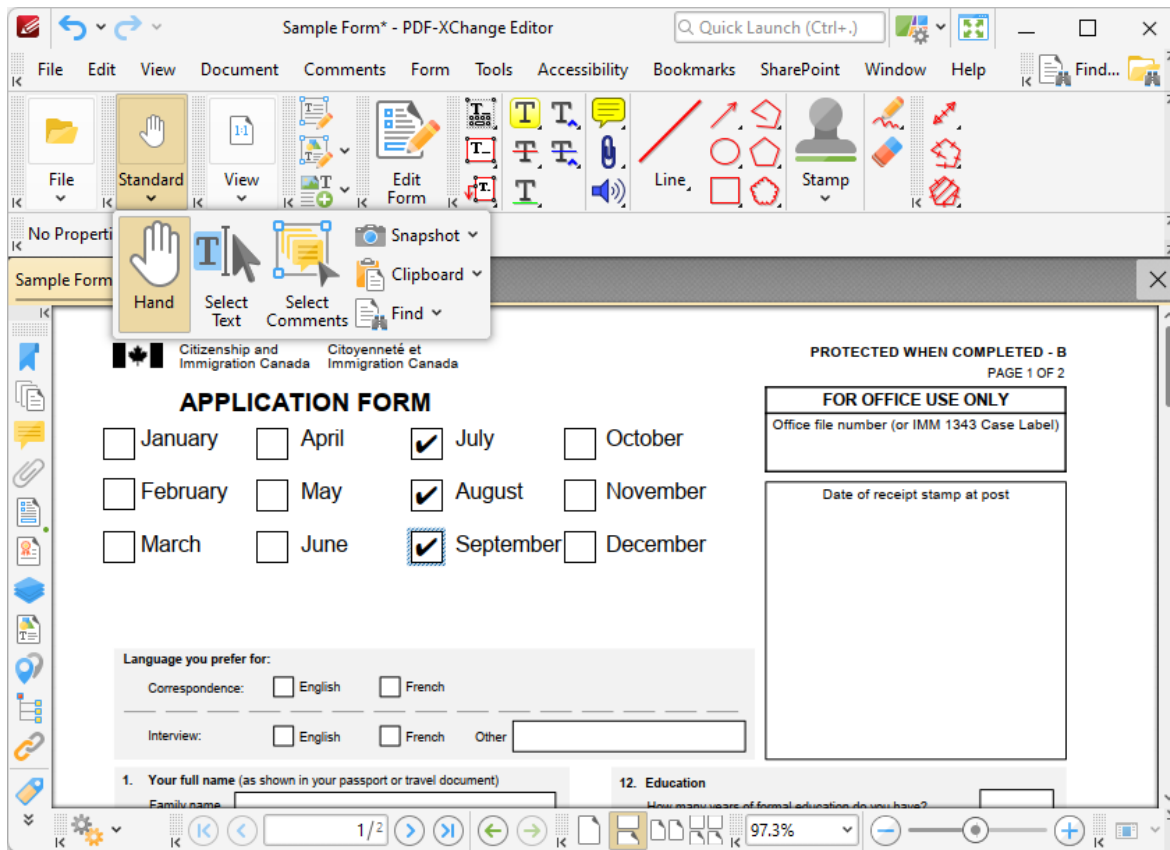 Sample Form* - PDF-XChange Editor
Quick Launch (Ctrl+.)
File Edit View Document Comments Form Tools Accessibility Bookmarks SharePoint Window Help Find...
File Standard View Edit Form Line Stamp
No Properti
Hand
Select Text
Select Comments
Snapshot
Clipboard
Find
Sample Form
Citizenship and Immigration Canada
Citoyenneté et Immigration Canada
PROTECTED WHEN COMPLETED - B
PAGE 1 OF 2
APPLICATION FORM
FOR OFFICE USE ONLY
Office file number (or IMM 1343 Case Label)
January April July October
February May August November
March June September December
Date of receipt stamp at post
Language you prefer for:
Correspondence: English French
Interview: English French Other
1. Your full name (as shown in your passport or travel document)
Family name
12. Education
How many years of formal education do you have?
1/2
97.3%